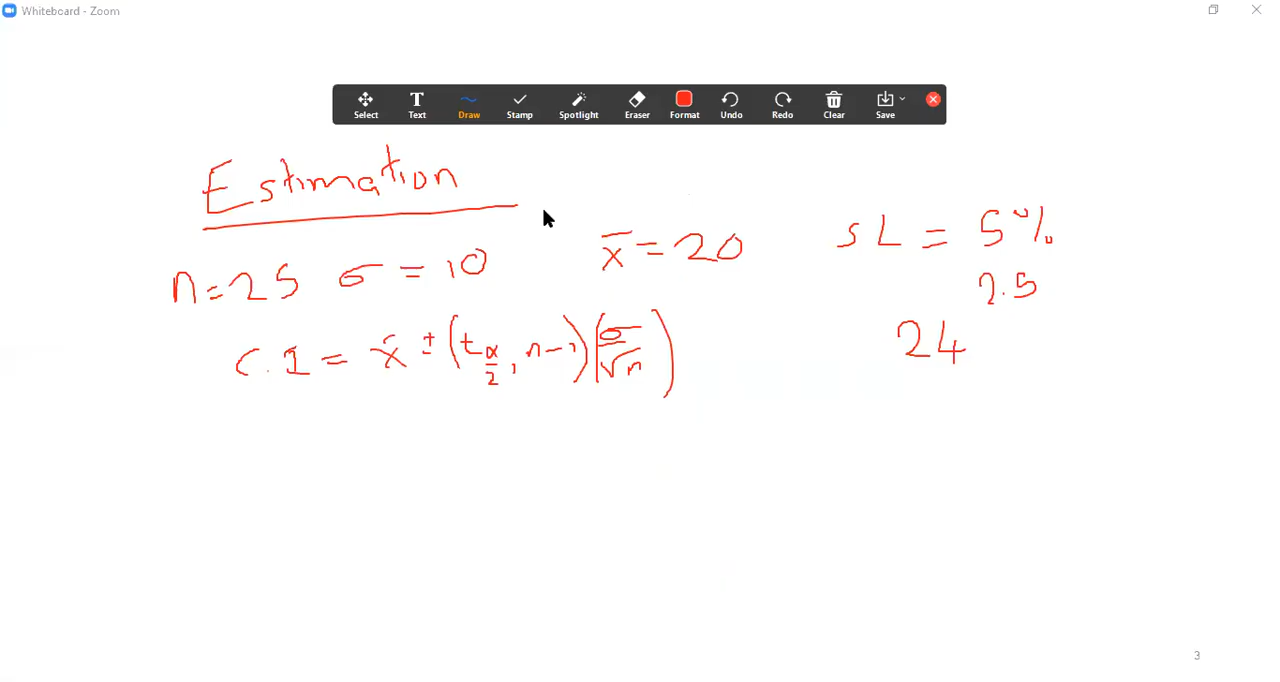 Whiteboard - Zoom
Select Text Draw Stamp Spotlight Eraser Format Undo Redo Clear Save
Estimation
n=25 σ = 10 x̄ = 20 SL = 5%
2.5
C.I = x̄ ± (t α/2, n-1)(σ/√n) 24
3